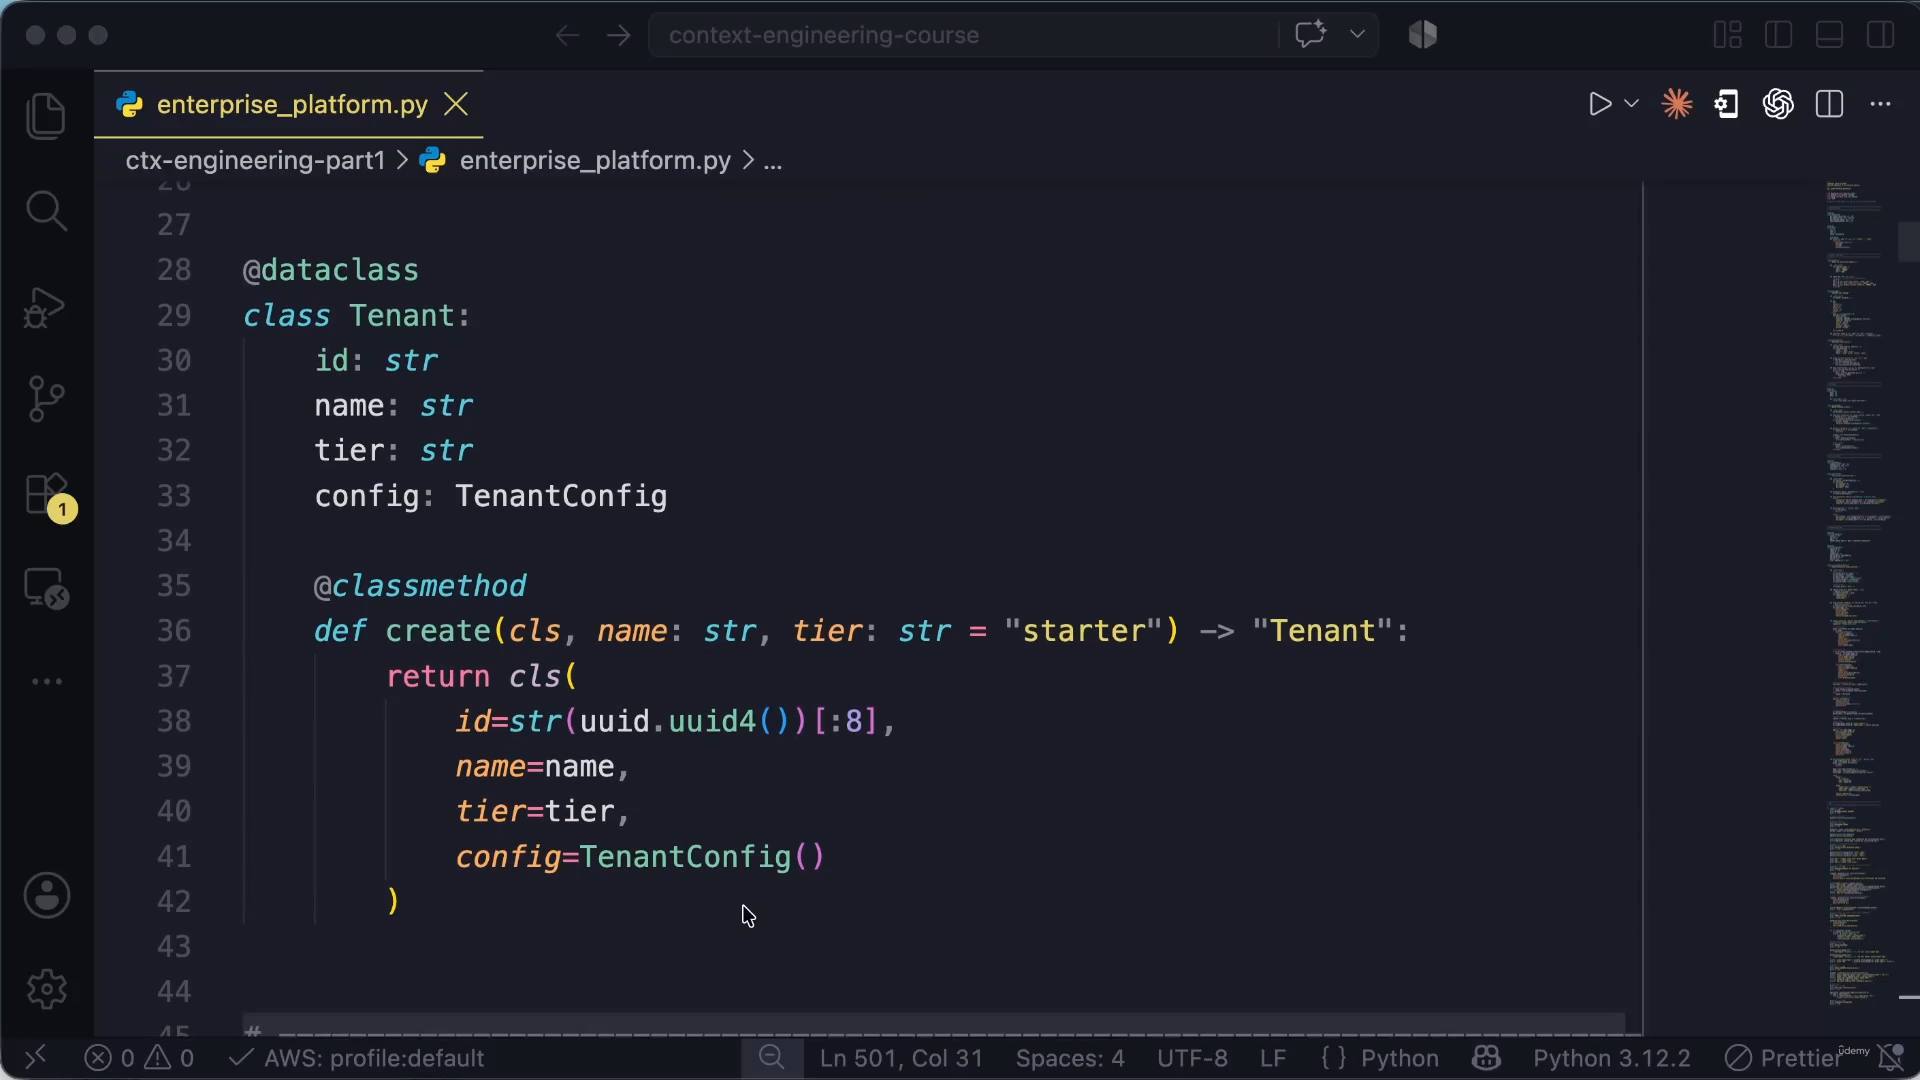 context-engineering-course
enterprise_platform.py
ctx-engineering-part1 > enterprise_platform.py > ...
26
27
28 @dataclass
29 class Tenant:
30 id: str
31 name: str
32 tier: str
33 config: TenantConfig
34
35 @classmethod
36 def create(cls, name: str, tier: str = "starter") -> "Tenant":
37 return cls(
38 id=str(uuid.uuid4())[:8],
39 name=name,
40 tier=tier,
41 config=TenantConfig()
42 )
43
44
45 #
1
0 0 AWS: profile:default Ln 501, Col 31 Spaces: 4 UTF-8 LF { } Python Python 3.12.2 Prettier
ûdemy